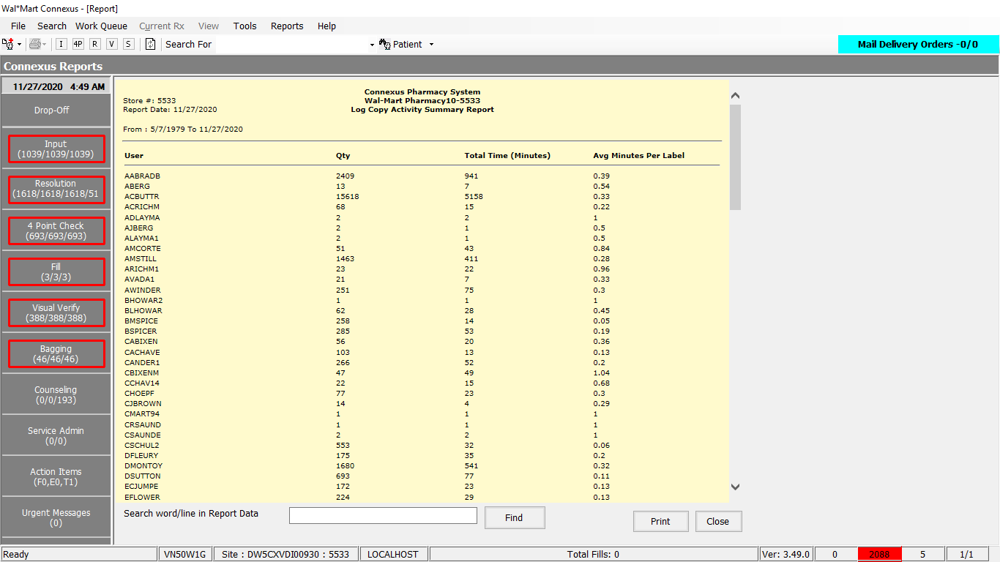 Wal*Mart Connexus - [Report]
File Search Work Queue Current Rx View Tools Reports Help
I 4P R V S Search For Patient Mail Delivery Orders -0/0
Connexus Reports
11/27/2020 4:49 AM
Drop-Off
Input
(1039/1039/1039)
Resolution
(1618/1618/1618/51
4 Point Check
(693/693/693)
Fill
(3/3/3)
Visual Verify
(388/388/388)
Bagging
(46/46/46)
Counseling
(0/0/193)
Service Admin
(0/0)
Action Items
(F0,E0,T1)
Urgent Messages
(0)
Connexus Pharmacy System
Store #: 5533 Wal-Mart Pharmacy10-5533
Report Date: 11/27/2020 Log Copy Activity Summary Report
From : 5/7/1979 To 11/27/2020
User Qty Total Time (Minutes) Avg Minutes Per Label
AABRADB 2409 941 0.39
ABERG 13 7 0.54
ACBUTTR 15618 5158 0.33
ACRICHM 68 15 0.22
ADLAYMA 2 2 1
AJBERG 2 1 0.5
ALAYMA1 2 1 0.5
AMCORTE 51 43 0.84
AMSTILL 1463 411 0.28
ARICHM1 23 22 0.96
AVADA1 21 7 0.33
AWINDER 251 75 0.3
BHOWAR2 1 1 1
BLHOWAR 62 28 0.45
BMSPICE 258 14 0.05
BSPICER 285 53 0.19
CABIXEN 56 20 0.36
CACHAVE 103 13 0.13
CANDER1 266 52 0.2
CBIXENM 47 49 1.04
CCHAV14 22 15 0.68
CHOEPF 77 23 0.3
CJBROWN 14 4 0.29
CMART94 1 1 1
CRSAUND 1 1 1
CSAUNDE 2 2 1
CSCHUL2 553 32 0.06
DFLEURY 175 35 0.2
DMONTOY 1680 541 0.32
DSUTTON 693 77 0.11
ECJUMPE 172 23 0.13
EFLOWER 224 29 0.13
Search word/line in Report Data Find Print Close
Ready VN50W1G Site : DW5CXVDI00930 : 5533 LOCALHOST Total Fills: 0 Ver: 3.49.0 0 2088 5 1/1